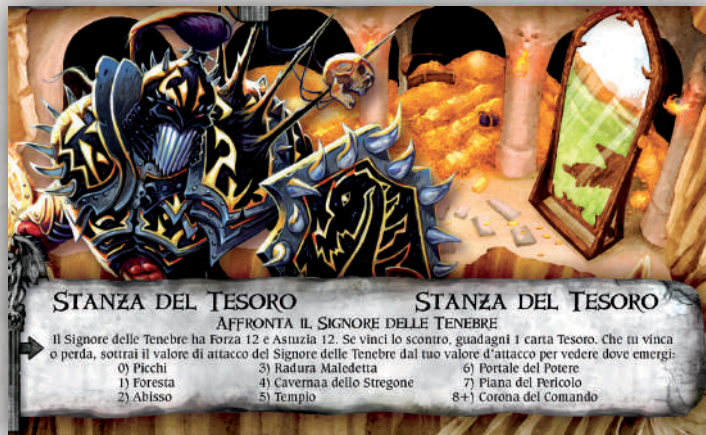 Stanza del Tesoro Stanza del Tesoro
Affronta il Signore delle Tenebre
Il Signore delle Tenebre ha Forza 12 e Astuzia 12. Se vinci lo scontro, guadagni 1 carta Tesoro. Che tu vinca
o perda, sottrai il valore di attacco del Signore delle Tenebre dal tuo valore d'attacco per vedere dove emergi:
0) Picchi 3) Radura Maledetta 6) Portale del Potere
1) Foresta 4) Cavernaa dello Stregone 7) Piana del Pericolo
2) Abisso 5) Tempio 8+) Corona del Comando